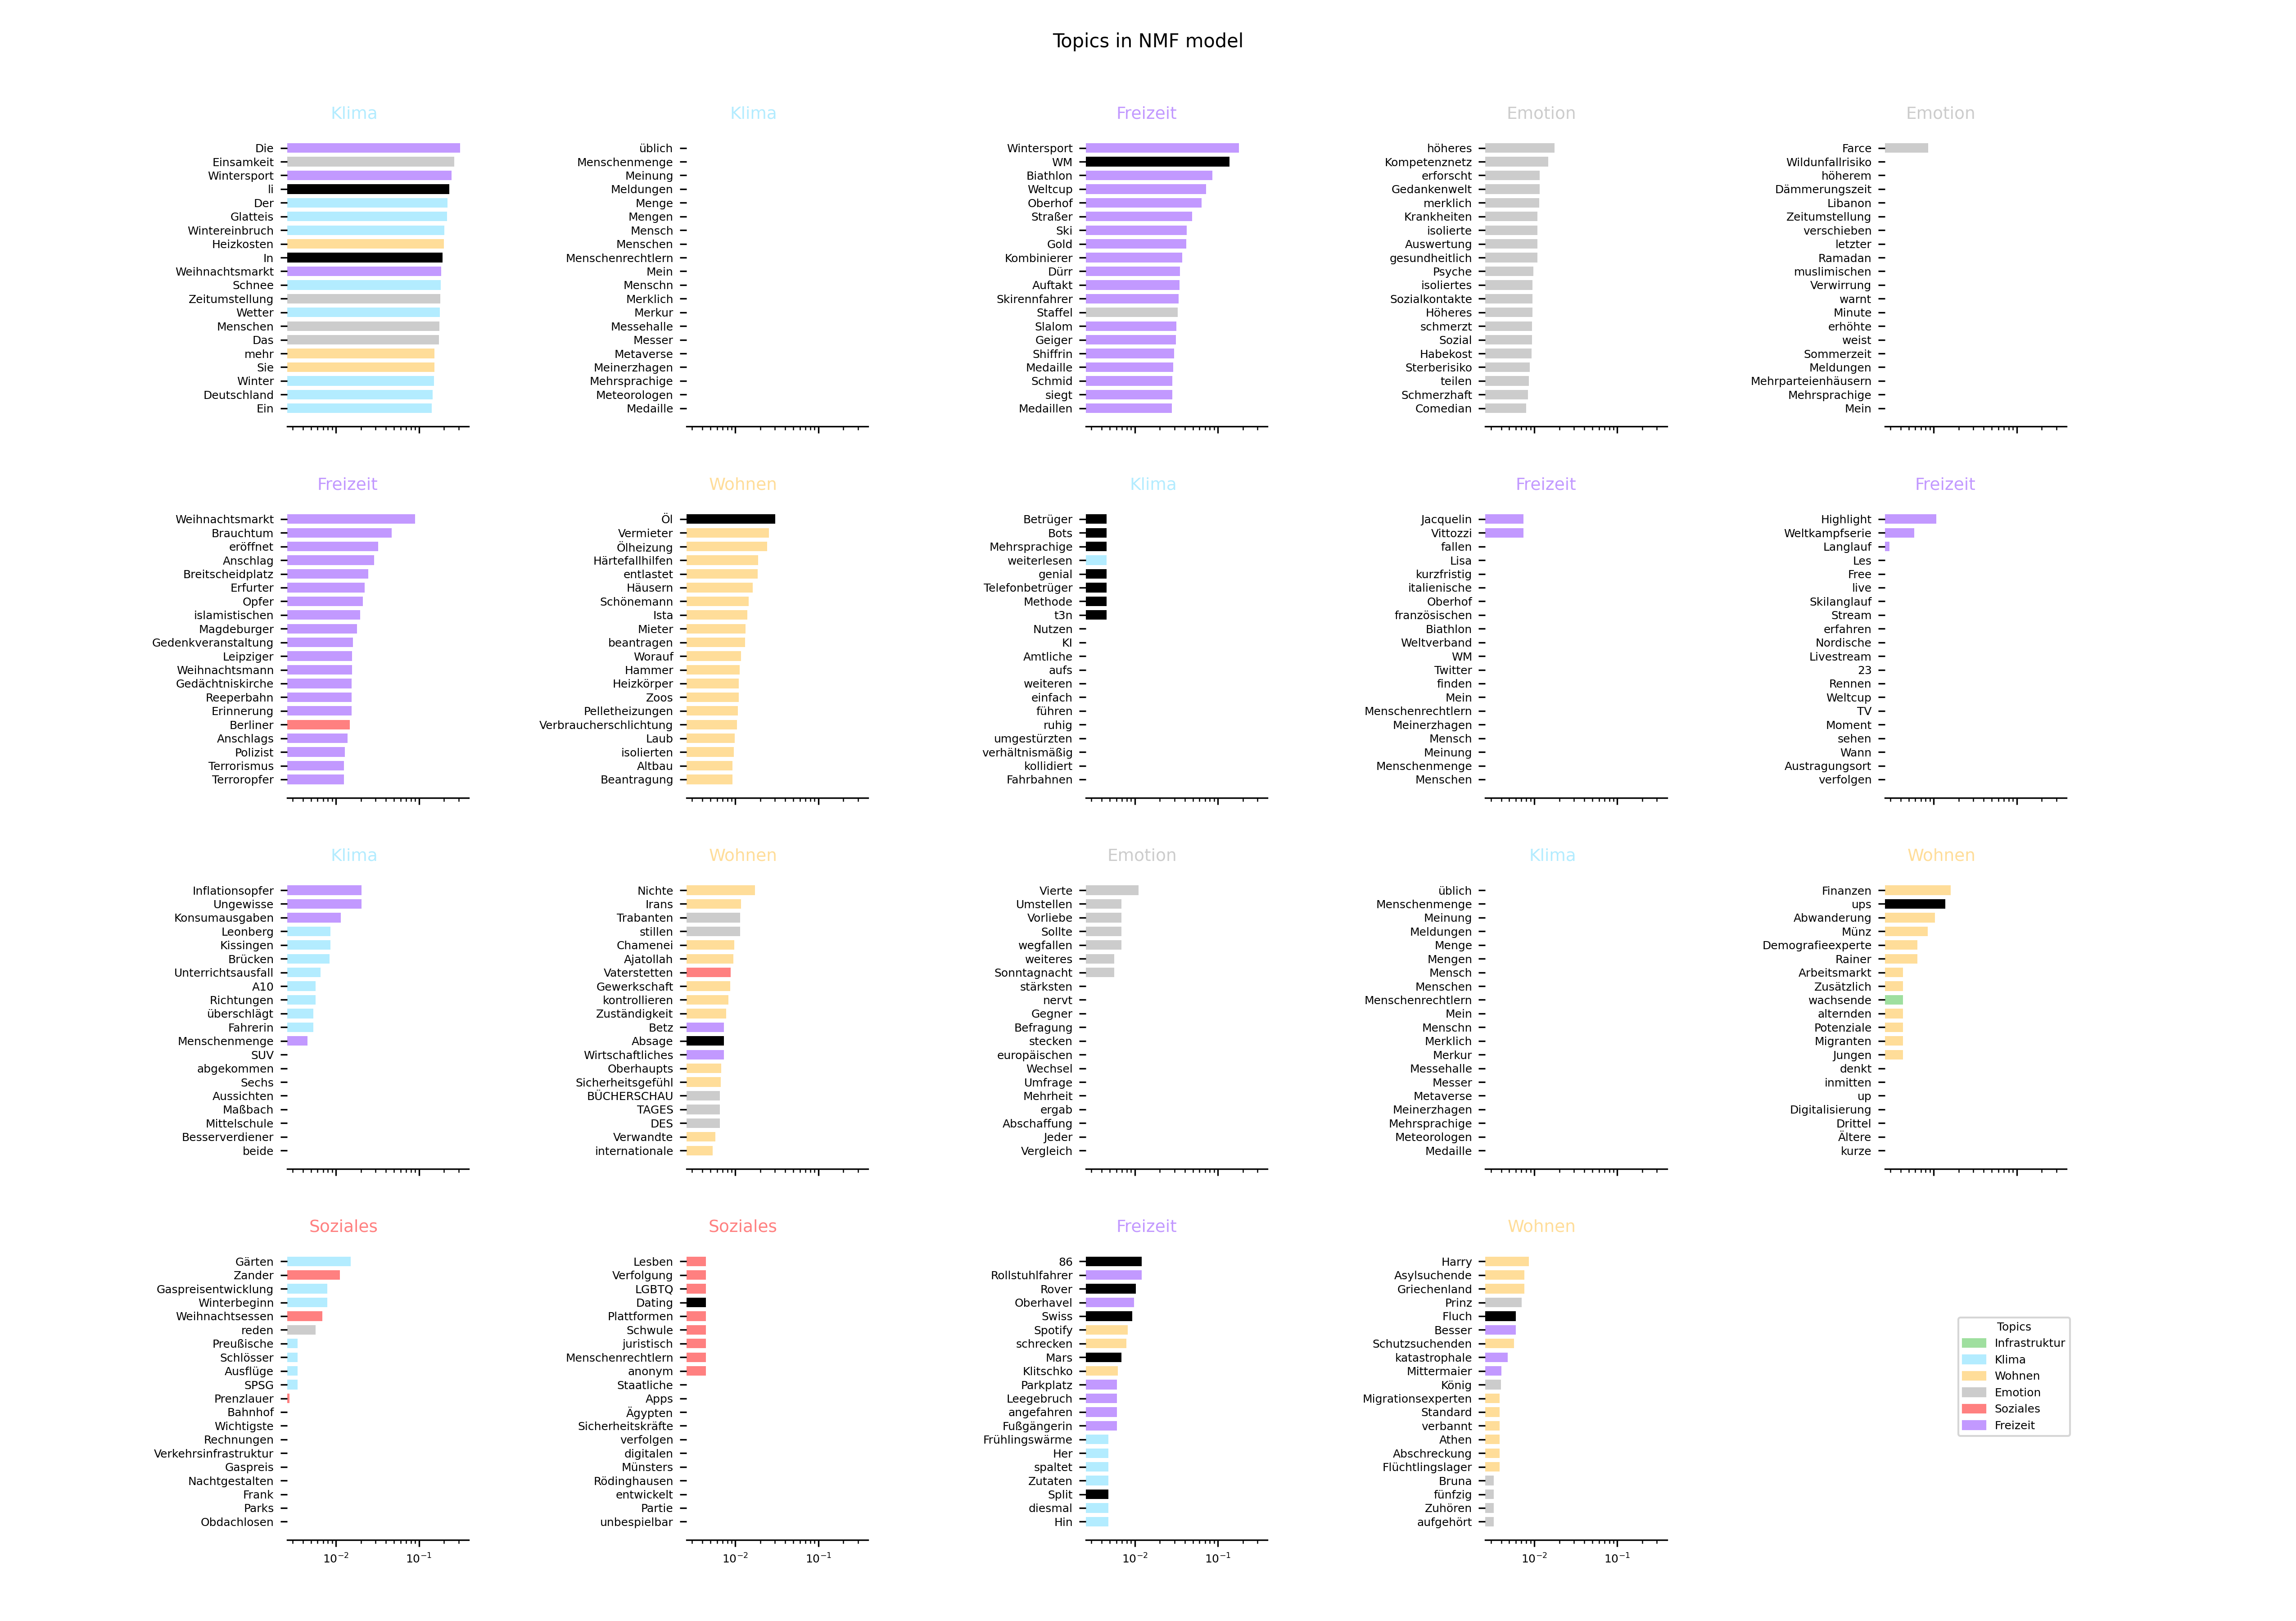 Topics in NMF model
Klima
Die
Einsamkeit
Wintersport
li
Der
Glatteis
Wintereinbruch
Heizkosten
In
Weihnachtsmarkt
Schnee
Zeitumstellung
Wetter
Menschen
Das
mehr
Sie
Winter
Deutschland
Ein
Klima
üblich
Menschenmenge
Meinung
Meldungen
Menge
Mengen
Mensch
Menschen
Menschenrechtlern
Mein
Menschn
Merklich
Merkur
Messehalle
Messer
Metaverse
Meinerzhagen
Mehrsprachige
Meteorologen
Medaille
Freizeit
Wintersport
WM
Biathlon
Weltcup
Oberhof
Straßer
Ski
Gold
Kombinierer
Dürr
Auftakt
Skirennfahrer
Staffel
Slalom
Geiger
Shiffrin
Medaille
Schmid
siegt
Medaillen
Emotion
höheres
Kompetenznetz
erforscht
Gedankenwelt
merklich
Krankheiten
isolierte
Auswertung
gesundheitlich
Psyche
isoliertes
Sozialkontakte
Höheres
schmerzt
Sozial
Habekost
Sterberisiko
teilen
Schmerzhaft
Comedian
Emotion
Farce
Wildunfallrisiko
höherem
Dämmerungszeit
Libanon
Zeitumstellung
verschieben
letzter
Ramadan
muslimischen
Verwirrung
warnt
Minute
erhöhte
weist
Sommerzeit
Meldungen
Mehrparteienhäusern
Mehrsprachige
Mein
Freizeit
Weihnachtsmarkt
Brauchtum
eröffnet
Anschlag
Breitscheidplatz
Erfurter
Opfer
islamistischen
Magdeburger
Gedenkveranstaltung
Leipziger
Weihnachtsmann
Gedächtniskirche
Reeperbahn
Erinnerung
Berliner
Anschlags
Polizist
Terrorismus
Terroropfer
Wohnen
Öl
Vermieter
Ölheizung
Härtefallhilfen
entlastet
Häusern
Schönemann
Ista
Mieter
beantragen
Worauf
Hammer
Heizkörper
Zoos
Pelletheizungen
Verbraucherschlichtung
Laub
isolierten
Altbau
Beantragung
Klima
Betrüger
Bots
Mehrsprachige
weiterlesen
genial
Telefonbetrüger
Methode
t3n
Nutzen
KI
Amtliche
aufs
weiteren
einfach
führen
ruhig
umgestürzten
verhältnismäßig
kollidiert
Fahrbahnen
Freizeit
Jacquelin
Vittozzi
fallen
Lisa
kurzfristig
italienische
Oberhof
französischen
Biathlon
Weltverband
WM
Twitter
finden
Mein
Menschenrechtlern
Meinerzhagen
Mensch
Meinung
Menschenmenge
Menschen
Freizeit
Highlight
Weltkampfserie
Langlauf
Les
Free
live
Skilanglauf
Stream
erfahren
Nordische
Livestream
23
Rennen
Weltcup
TV
Moment
sehen
Wann
Austragungsort
verfolgen
Klima
Inflationsopfer
Ungewisse
Konsumausgaben
Leonberg
Kissingen
Brücken
Unterrichtsausfall
A10
Richtungen
überschlägt
Fahrerin
Menschenmenge
SUV
abgekommen
Sechs
Aussichten
Maßbach
Mittelschule
Besserverdiener
beide
Wohnen
Nichte
Irans
Trabanten
stillen
Chamenei
Ajatollah
Vaterstetten
Gewerkschaft
kontrollieren
Zuständigkeit
Betz
Absage
Wirtschaftliches
Oberhaupts
Sicherheitsgefühl
BÜCHERSCHAU
TAGES
DES
Verwandte
internationale
Emotion
Vierte
Umstellen
Vorliebe
Sollte
wegfallen
weiteres
Sonntagnacht
stärksten
nervt
Gegner
Befragung
stecken
europäischen
Wechsel
Umfrage
Mehrheit
ergab
Abschaffung
Jeder
Vergleich
Klima
üblich
Menschenmenge
Meinung
Meldungen
Menge
Mengen
Mensch
Menschen
Menschenrechtlern
Mein
Menschn
Merklich
Merkur
Messehalle
Messer
Metaverse
Meinerzhagen
Mehrsprachige
Meteorologen
Medaille
Wohnen
Finanzen
ups
Abwanderung
Münz
Demografieexperte
Rainer
Arbeitsmarkt
Zusätzlich
wachsende
alternden
Potenziale
Migranten
Jungen
denkt
inmitten
up
Digitalisierung
Drittel
Ältere
kurze
Soziales
Gärten
Zander
Gaspreisentwicklung
Winterbeginn
Weihnachtsessen
reden
Preußische
Schlösser
Ausflüge
SPSG
Prenzlauer
Bahnhof
Wichtigste
Rechnungen
Verkehrsinfrastruktur
Gaspreis
Nachtgestalten
Frank
Parks
Obdachlosen
10⁻² 10⁻¹
Soziales
Lesben
Verfolgung
LGBTQ
Dating
Plattformen
Schwule
juristisch
Menschenrechtlern
anonym
Staatliche
Apps
Ägypten
Sicherheitskräfte
verfolgen
digitalen
Münsters
Rödinghausen
entwickelt
Partie
unbespielbar
10⁻² 10⁻¹
Freizeit
86
Rollstuhlfahrer
Rover
Oberhavel
Swiss
Spotify
schrecken
Mars
Klitschko
Parkplatz
Leegebruch
angefahren
Fußgängerin
Frühlingswärme
Her
spaltet
Zutaten
Split
diesmal
Hin
10⁻² 10⁻¹
Wohnen
Harry
Asylsuchende
Griechenland
Prinz
Fluch
Besser
Schutzsuchenden
katastrophale
Mittermaier
König
Migrationsexperten
Standard
verbannt
Athen
Abschreckung
Flüchtlingslager
Bruna
fünfzig
Zuhören
aufgehört
10⁻² 10⁻¹
Topics
Infrastruktur
Klima
Wohnen
Emotion
Soziales
Freizeit